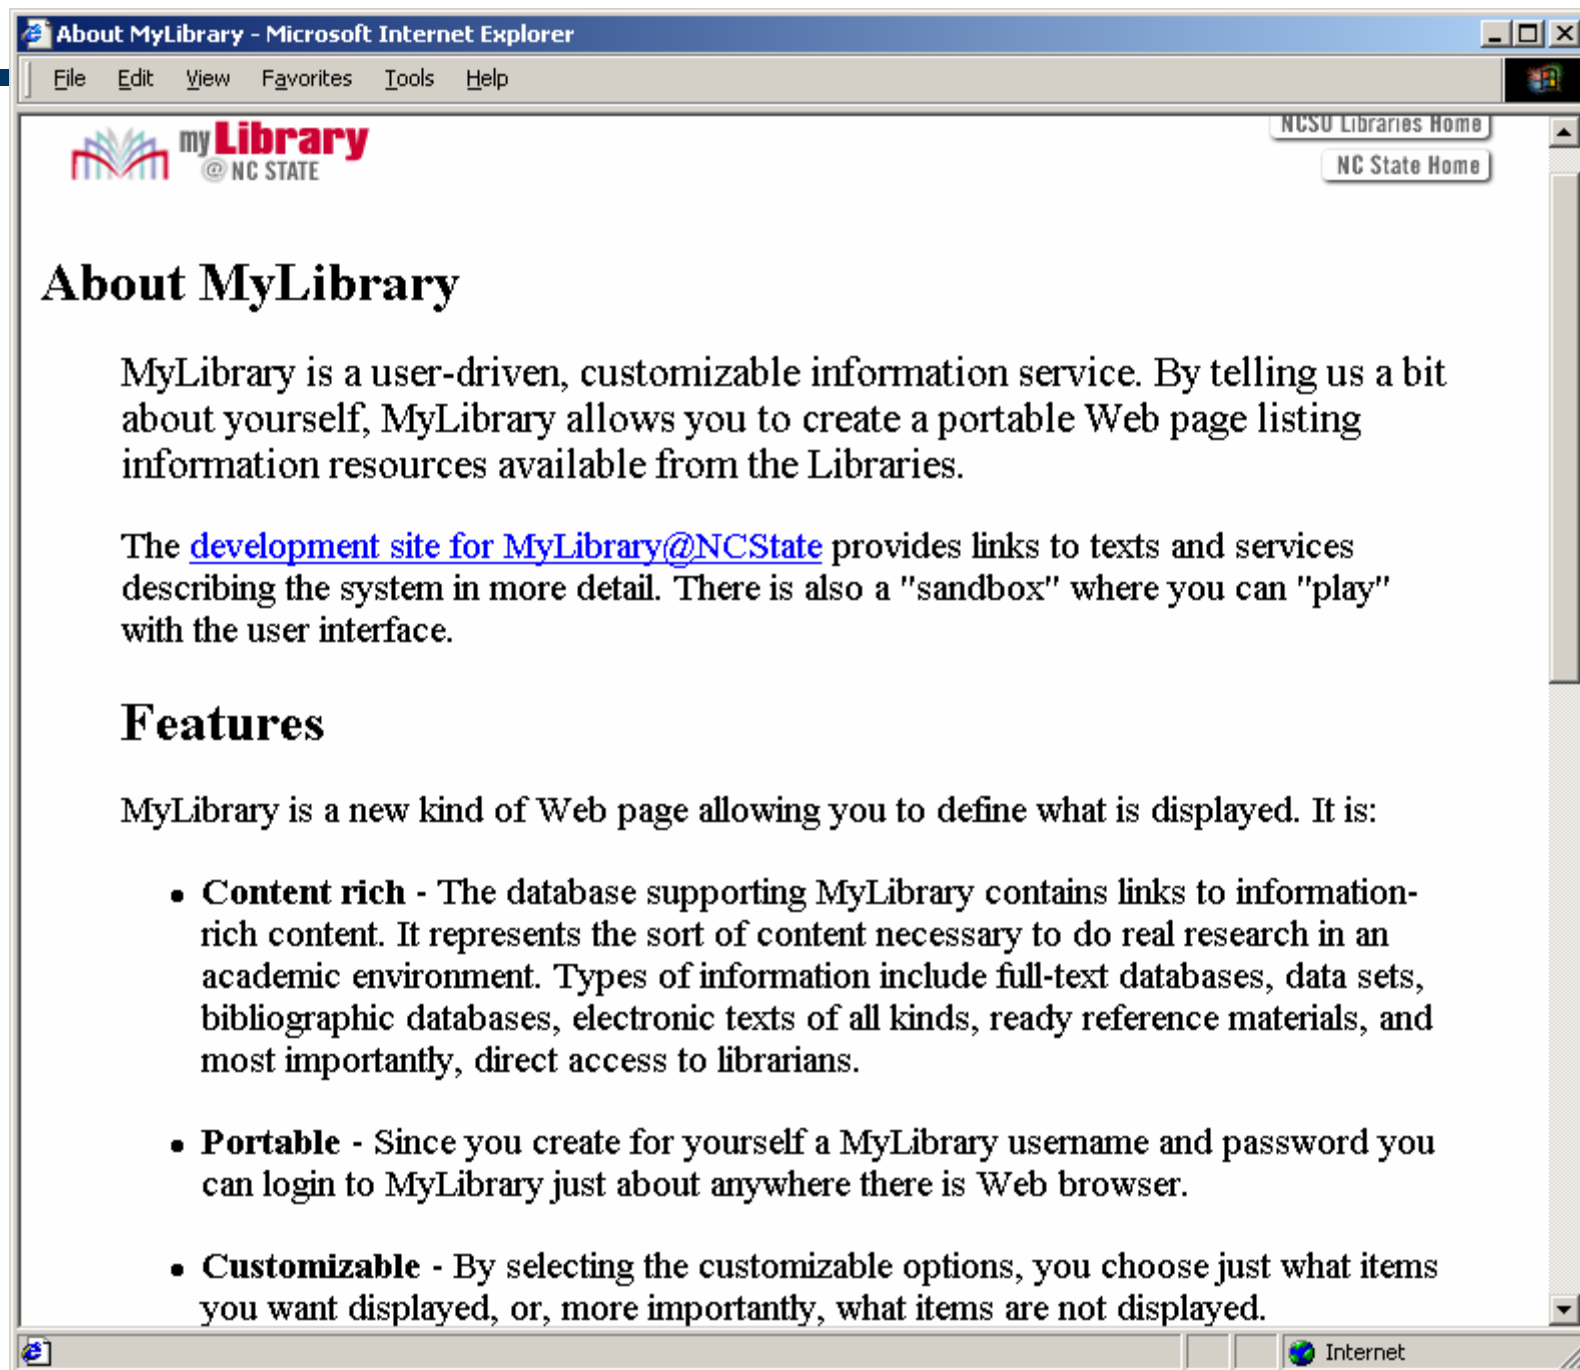 About MyLibrary - Microsoft Internet Explorer
File Edit View Favorites Tools Help
my Library
@ NC STATE
NCSU Libraries Home
NC State Home
About MyLibrary
MyLibrary is a user-driven, customizable information service. By telling us a bit
about yourself, MyLibrary allows you to create a portable Web page listing
information resources available from the Libraries.
The development site for MyLibrary@NCState provides links to texts and services
describing the system in more detail. There is also a "sandbox" where you can "play"
with the user interface.
Features
MyLibrary is a new kind of Web page allowing you to define what is displayed. It is:
• Content rich - The database supporting MyLibrary contains links to information-
rich content. It represents the sort of content necessary to do real research in an
academic environment. Types of information include full-text databases, data sets,
bibliographic databases, electronic texts of all kinds, ready reference materials, and
most importantly, direct access to librarians.
• Portable - Since you create for yourself a MyLibrary username and password you
can login to MyLibrary just about anywhere there is Web browser.
• Customizable - By selecting the customizable options, you choose just what items
you want displayed, or, more importantly, what items are not displayed.
Internet